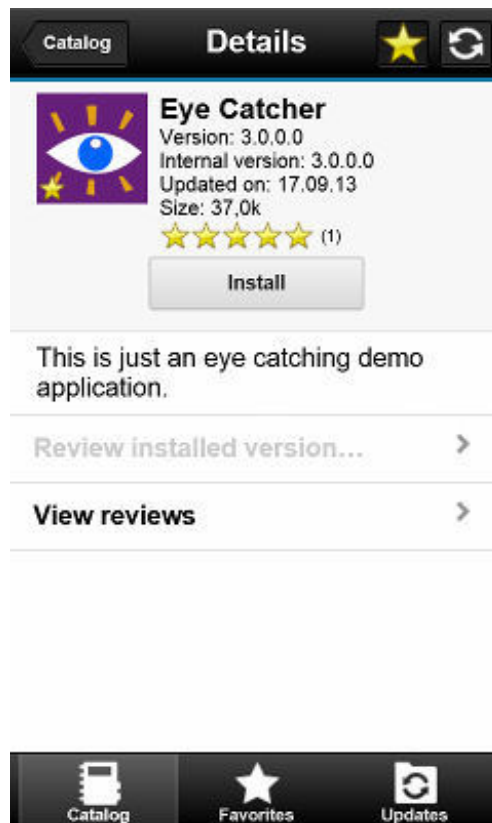 Catalog
Details
Eye Catcher
Version: 3.0.0.0
Internal version: 3.0.0.0
Updated on: 17.09.13
Size: 37,0k
(1)
Install
This is just an eye catching demo
application.
Review installed version...
View reviews
Catalog
Favorites
Updates